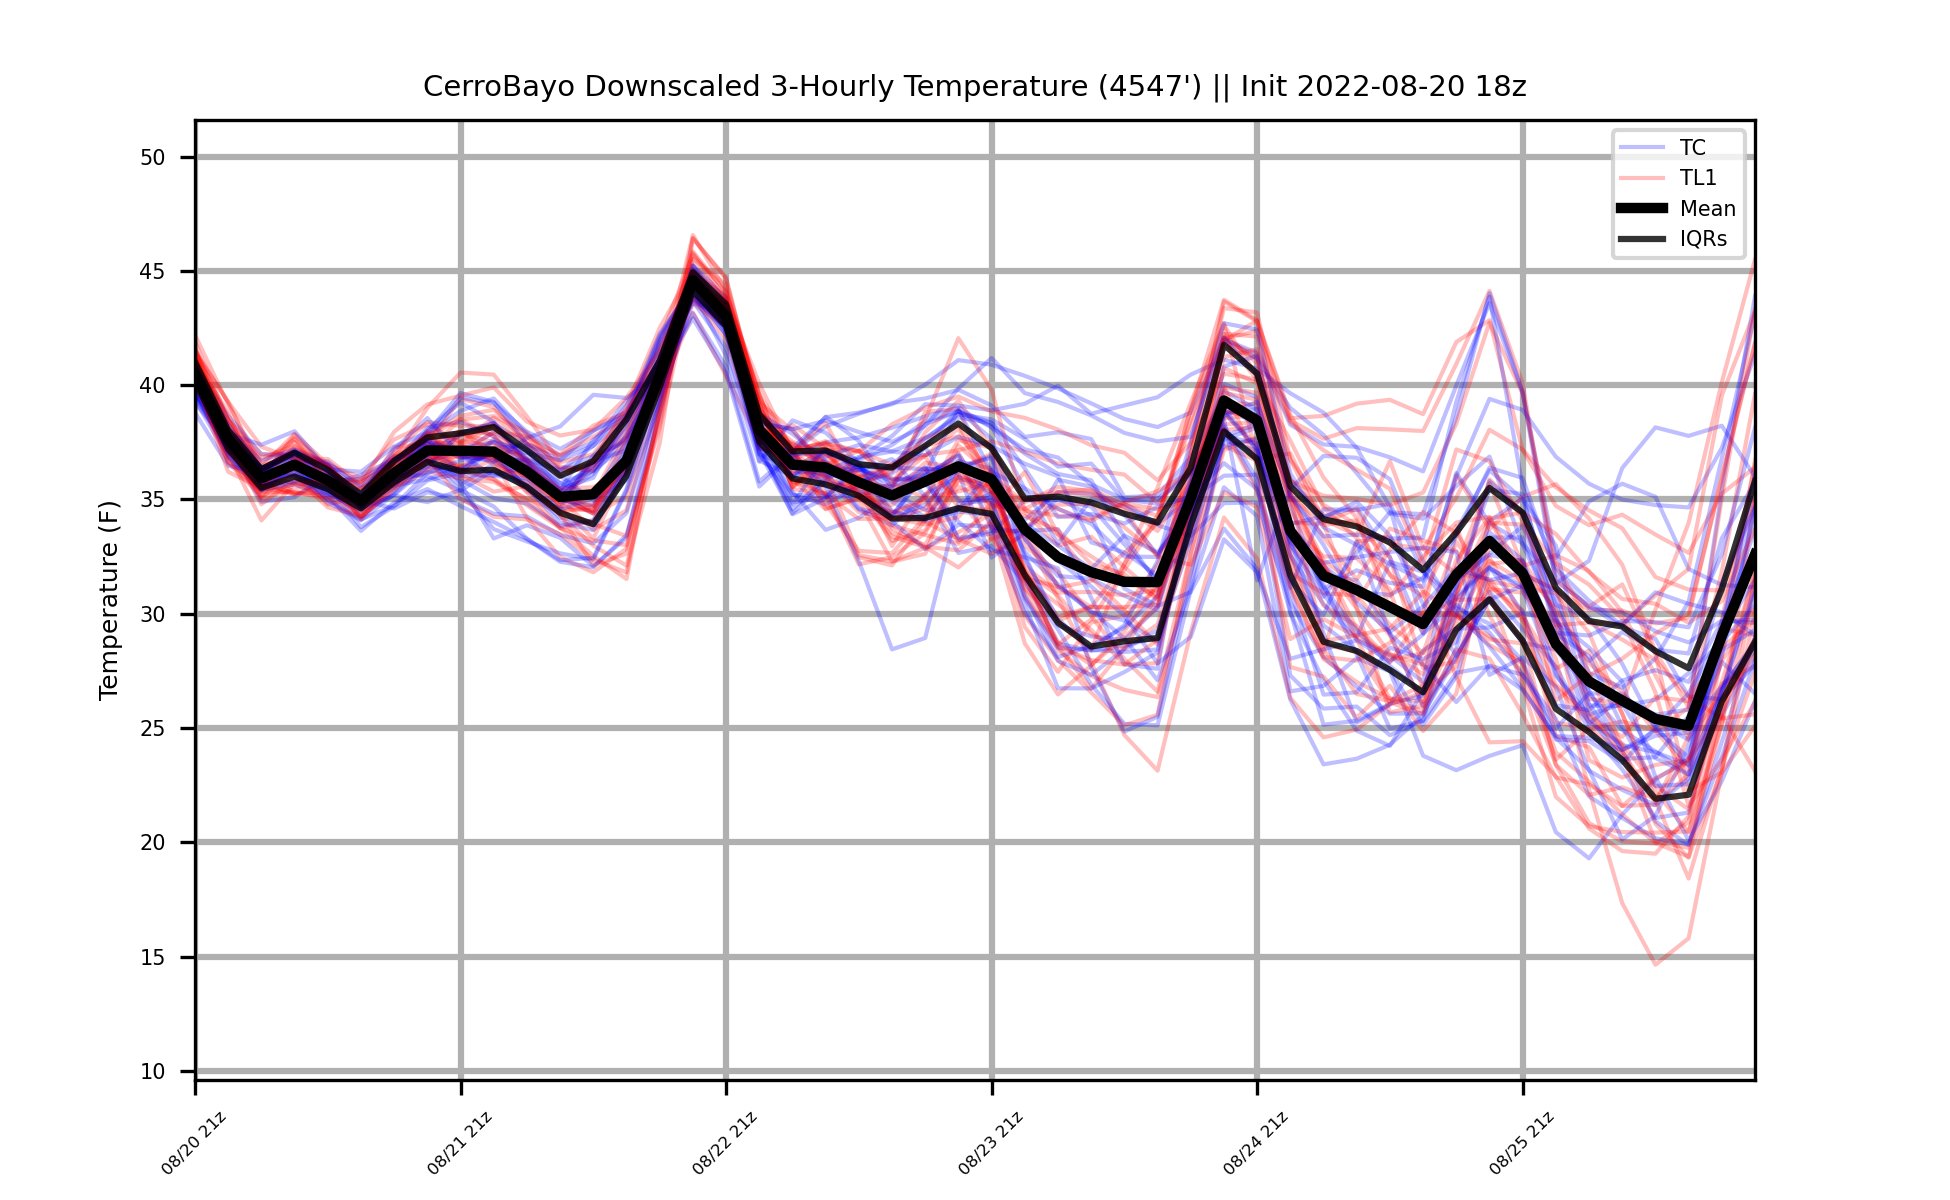 CerroBayo Downscaled 3-Hourly Temperature (4547') || Init 2022-08-20 18z
TC
TL1
Mean
IQRs
Temperature (F)
50
45
40
35
30
25
20
15
10
08/20 21z
08/21 21z
08/22 21z
08/23 21z
08/24 21z
08/25 21z